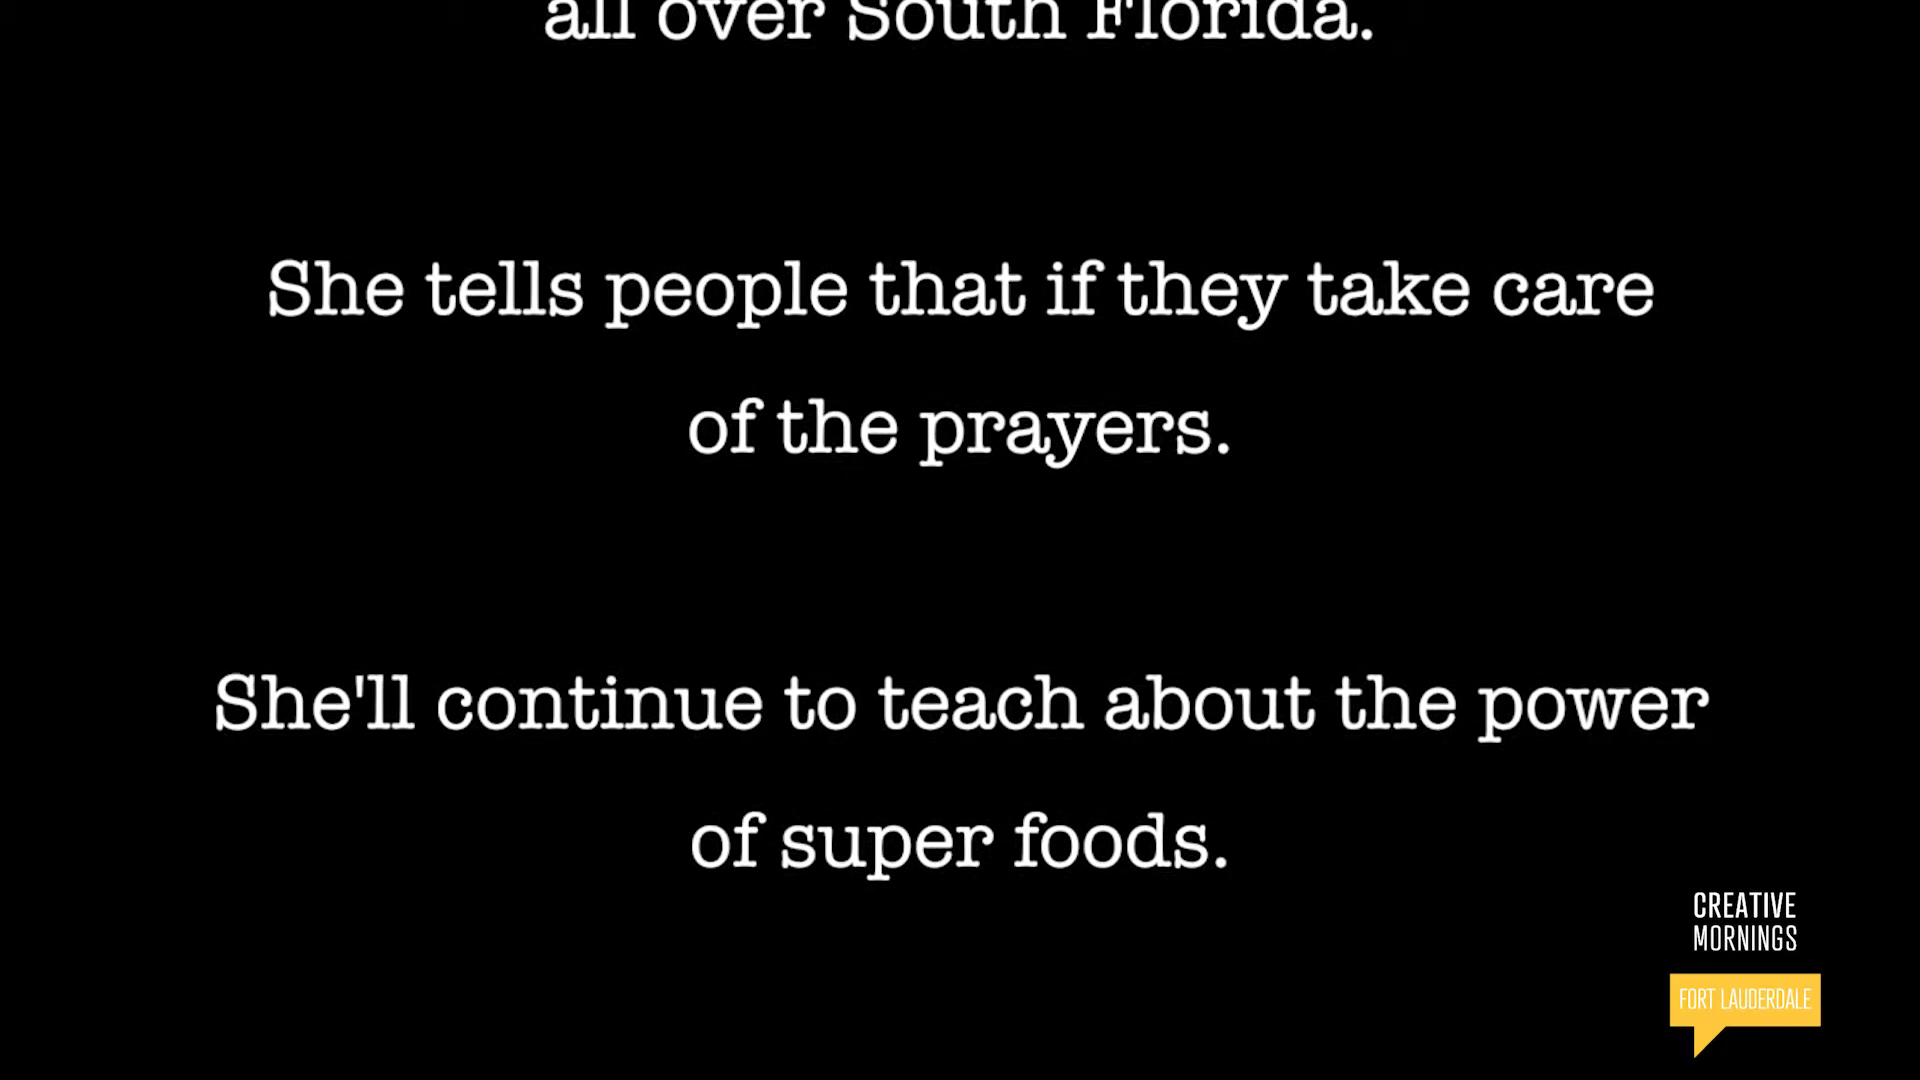 all over South Florida.
She tells people that if they take care
of the prayers.
She'll continue to teach about the power
of super foods.
CREATIVE
MORNINGS
FORT LAUDERDALE